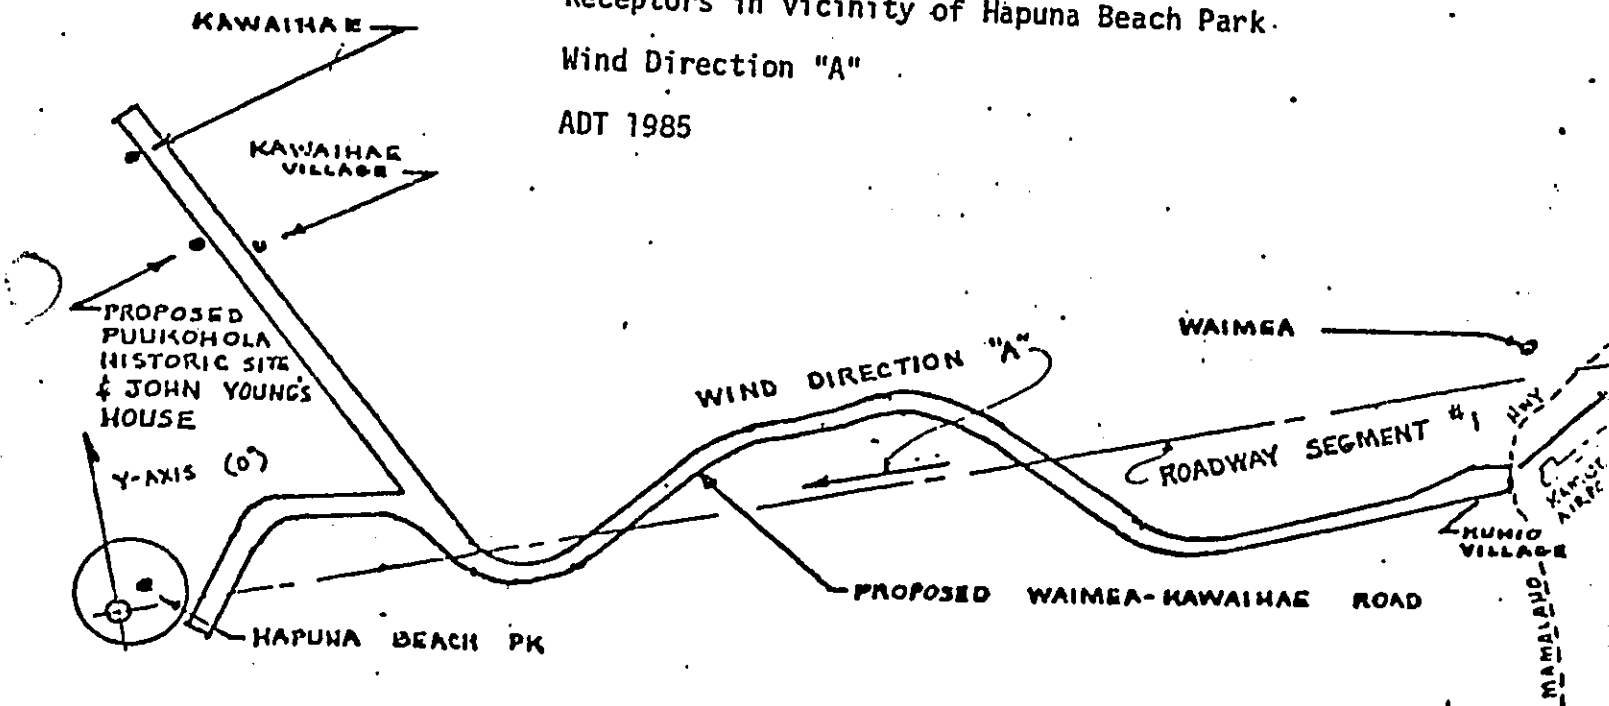 Receptors in Vicinity of Hapuna Beach Park
Wind Direction "A"
ADT 1985
KAWAIHAE
KAWAIHAE
VILLAGE
PROPOSED
PUUKOHOLA
HISTORIC SITE
& JOHN YOUNG'S
HOUSE
Y-AXIS (0°)
WIND DIRECTION "A"
WAIMEA
ROADWAY SEGMENT #1
HWY
KUHIO
VILLAGE
PROPOSED WAIMEA-KAWAIHAE ROAD
HAPUNA BEACH PK